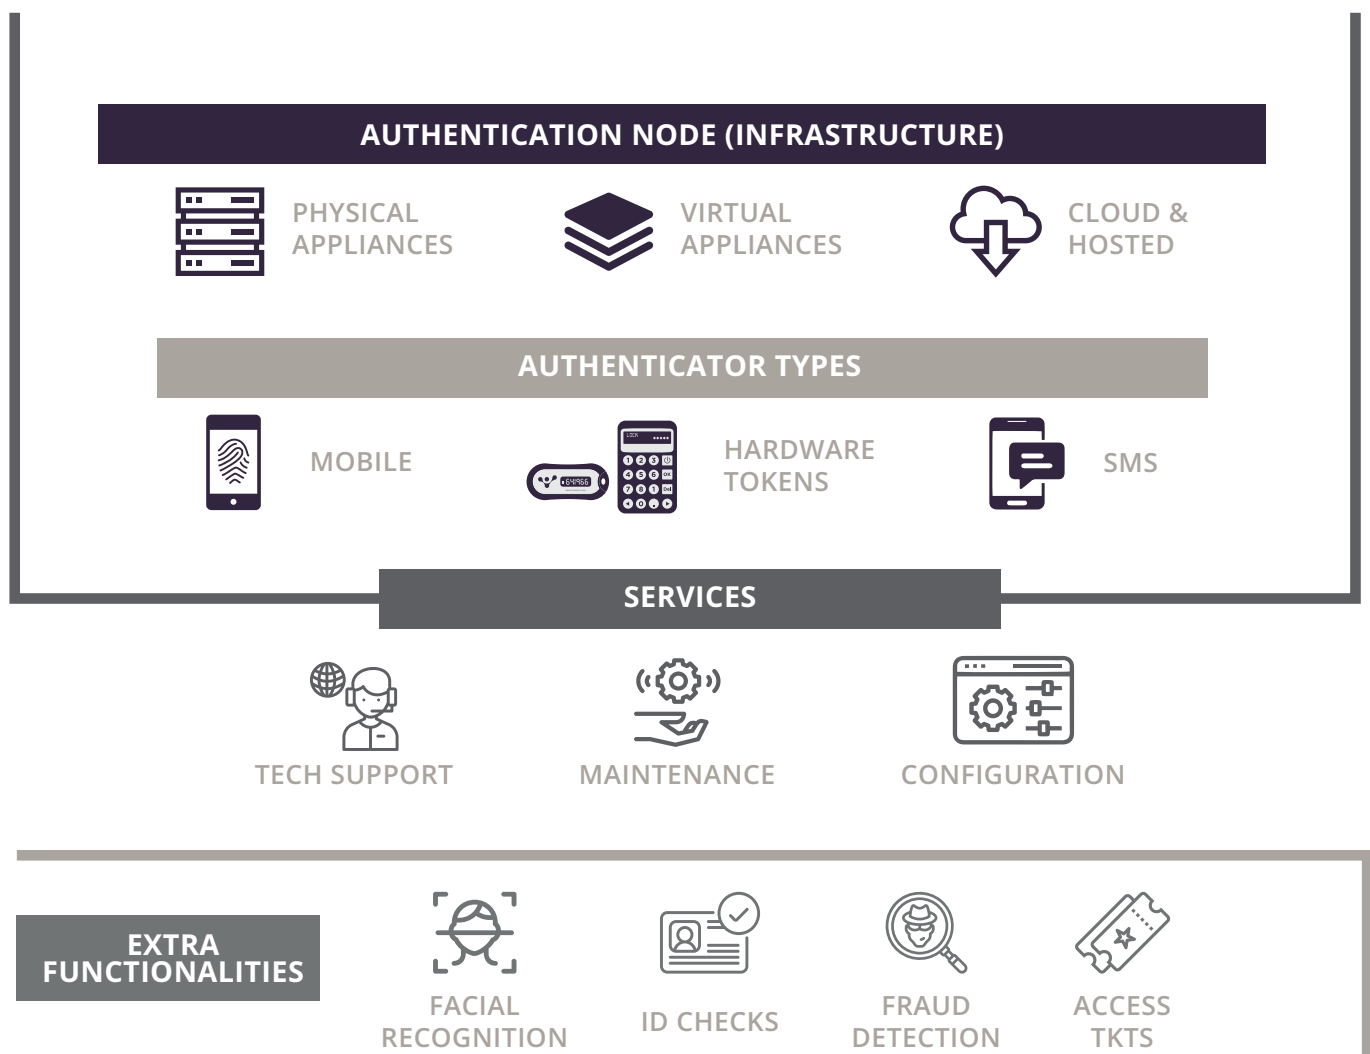 AUTHENTICATION NODE (INFRASTRUCTURE)
PHYSICAL
APPLIANCES
VIRTUAL
APPLIANCES
CLOUD &
HOSTED
AUTHENTICATOR TYPES
MOBILE
HARDWARE
TOKENS
SMS
SERVICES
TECH SUPPORT
MAINTENANCE
CONFIGURATION
EXTRA
FUNCTIONALITIES
FACIAL
RECOGNITION
ID CHECKS
FRAUD
DETECTION
ACCESS
TKTS